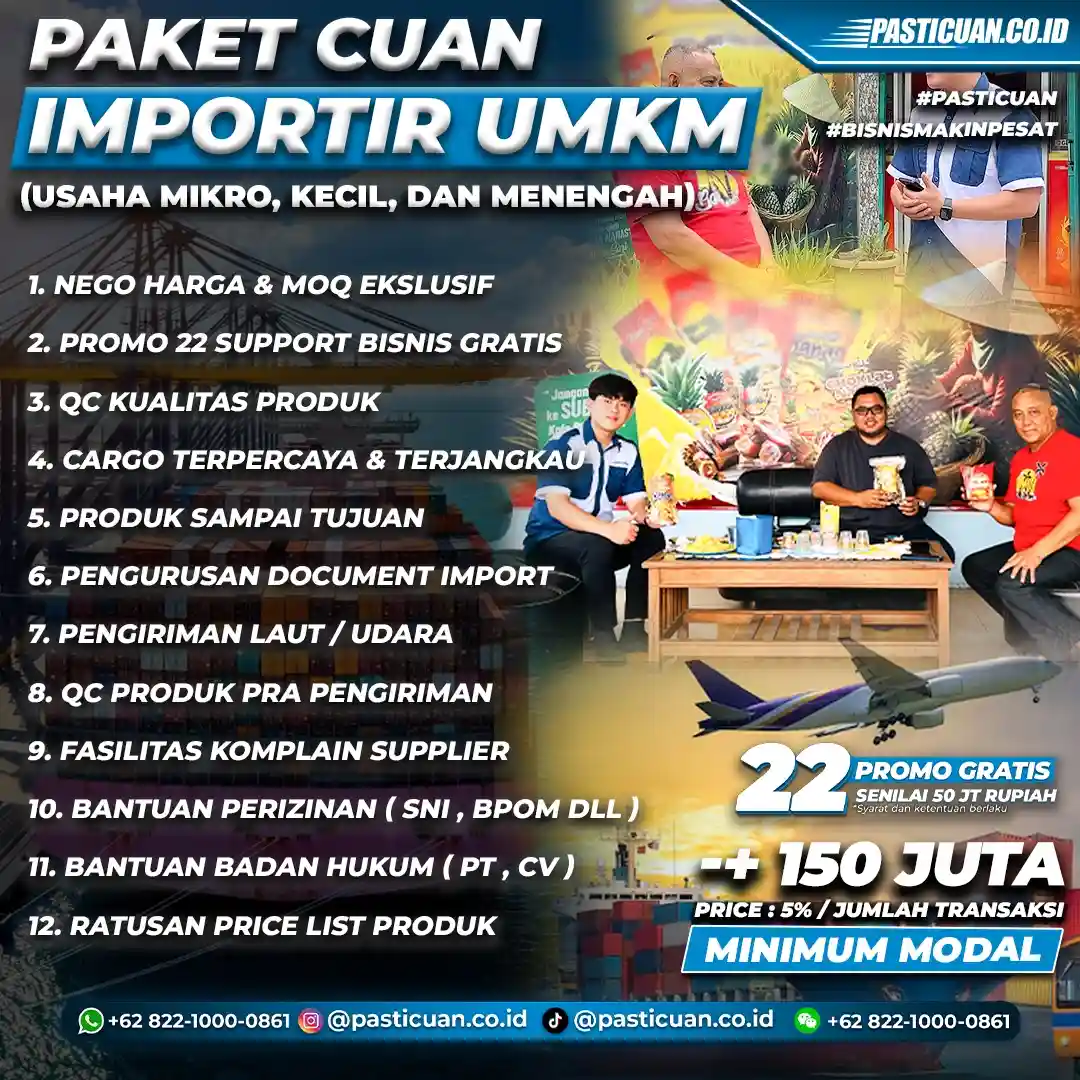 PAKET CUAN
IMPORTIR UMKM
(USAHA MIKRO, KECIL, DAN MENENGAH)
PASTICUAN.CO.ID
#PASTICUAN
#BISNISMAKINPESAT
1. NEGO HARGA & MOQ EKSLUSIF
2. PROMO 22 SUPPORT BISNIS GRATIS
3. QC KUALITAS PRODUK
4. CARGO TERPERCAYA & TERJANGKAU
5. PRODUK SAMPAI TUJUAN
6. PENGURUSAN DOCUMENT IMPORT
7. PENGIRIMAN LAUT / UDARA
8. QC PRODUK PRA PENGIRIMAN
9. FASILITAS KOMPLAIN SUPPLIER
10. BANTUAN PERIZINAN ( SNI , BPOM DLL )
11. BANTUAN BADAN HUKUM ( PT , CV )
12. RATUSAN PRICE LIST PRODUK
Jangan
ke SUB
22 PROMO GRATIS
SENILAI 50 JT RUPIAH
*Syarat dan ketentuan berlaku
-+ 150 JUTA
PRICE : 5% / JUMLAH TRANSAKSI
MINIMUM MODAL
+62 822-1000-0861 @pasticuan.co.id @pasticuan.co.id +62 822-1000-0861